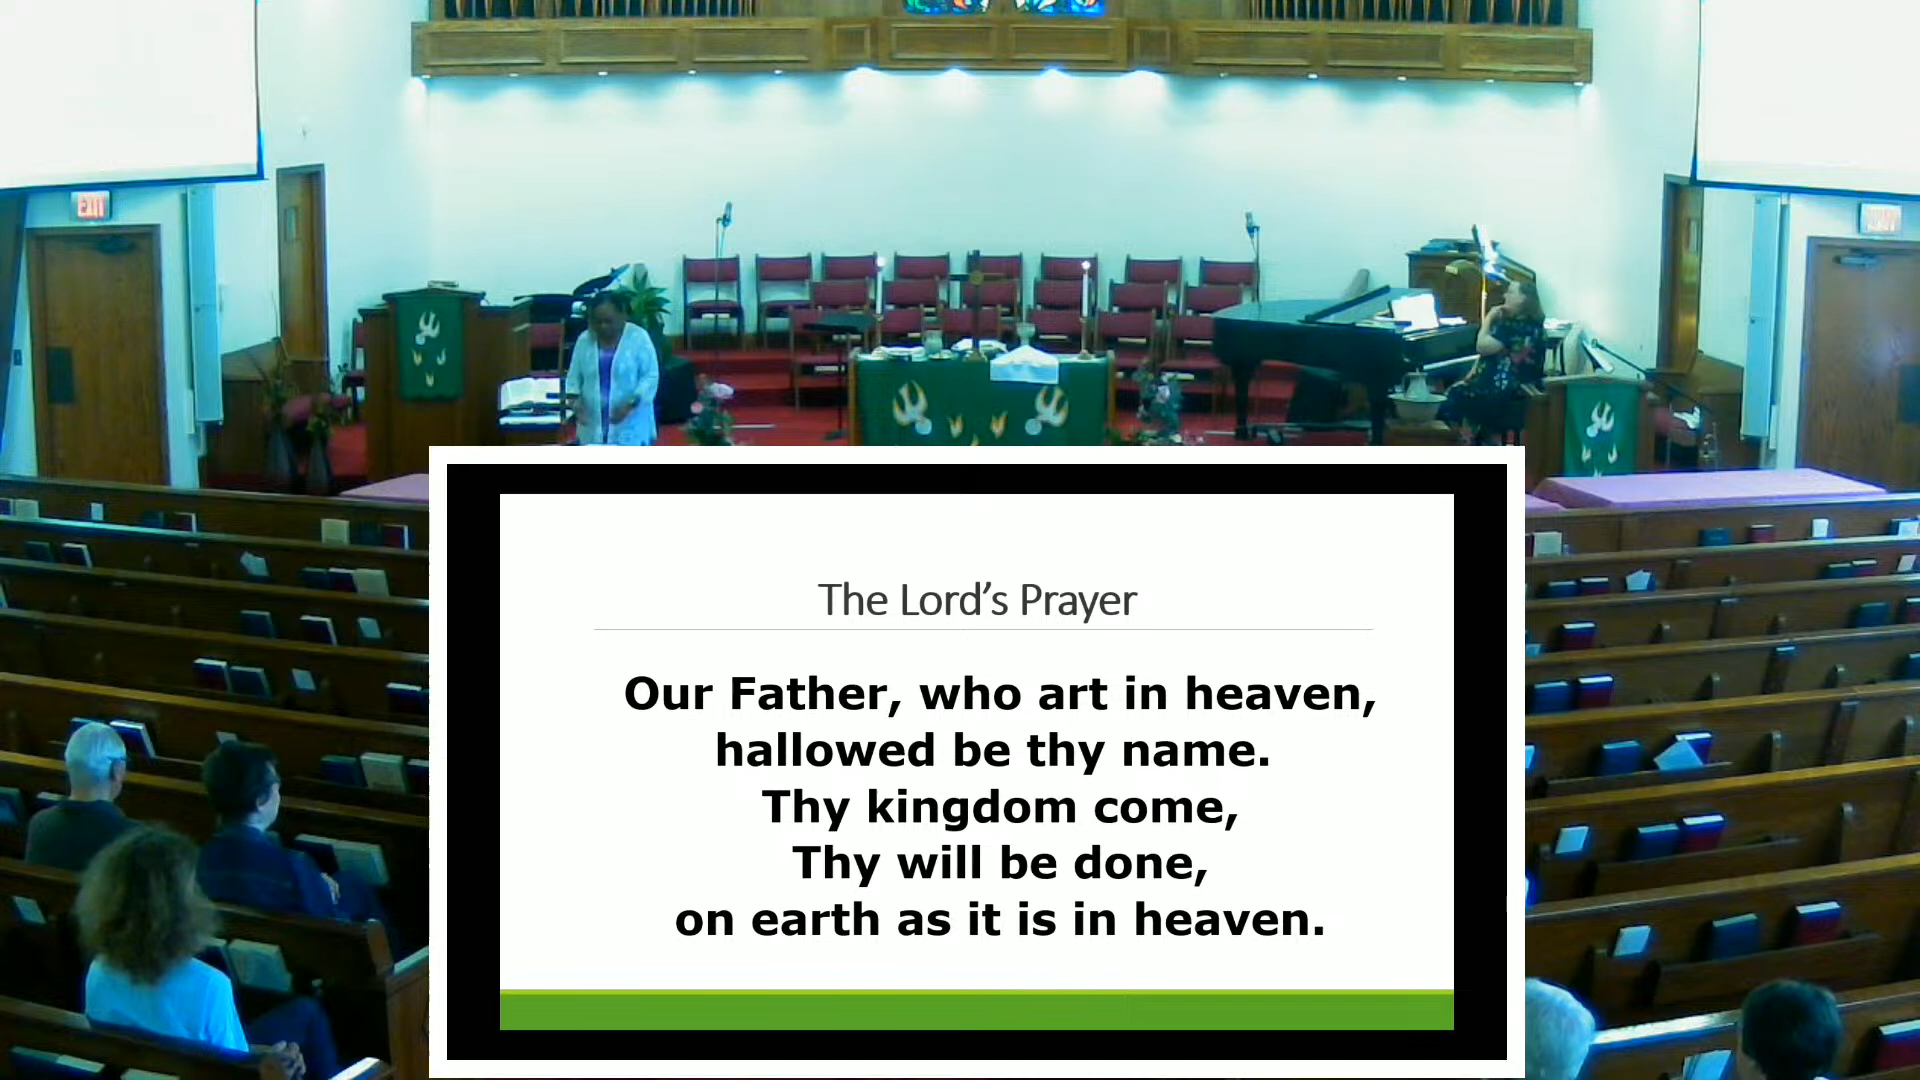 EXIT
The Lord’s Prayer
Our Father, who art in heaven,
hallowed be thy name.
Thy kingdom come,
Thy will be done,
on earth as it is in heaven.